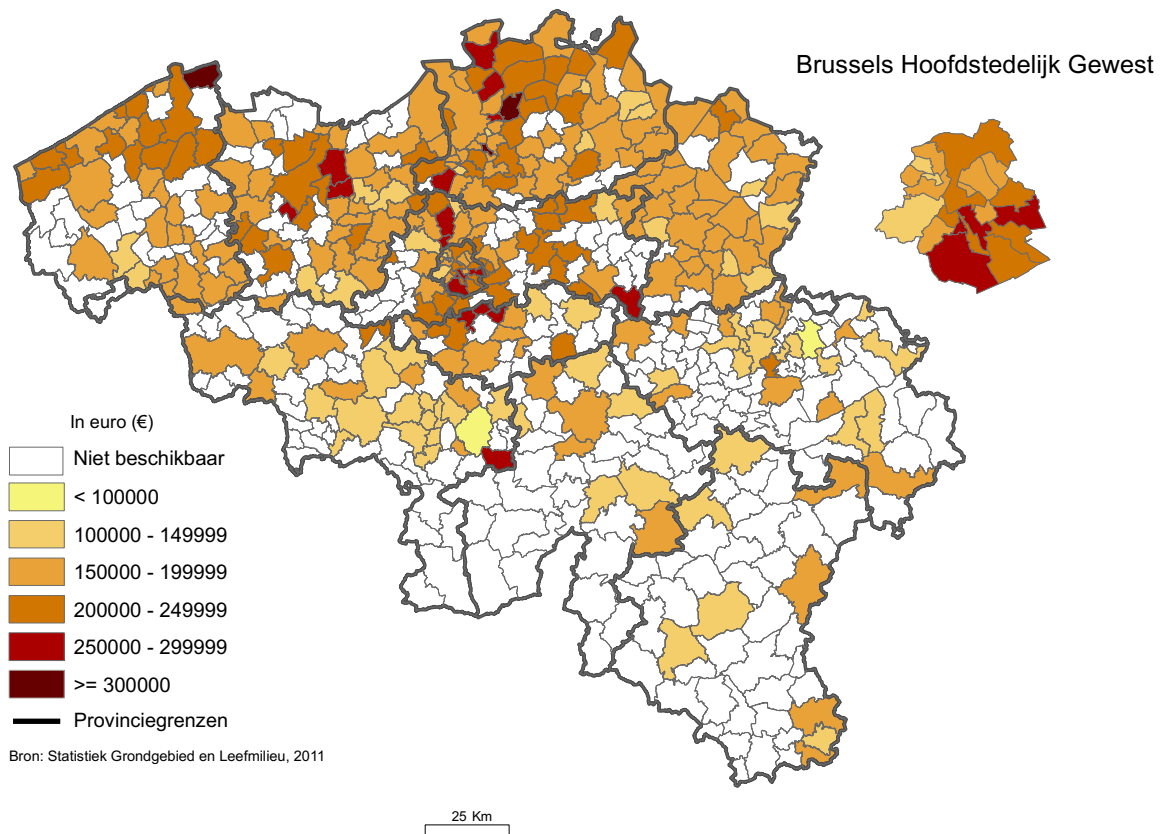 Brussels Hoofdstedelijk Gewest
In euro (€)
Niet beschikbaar
< 100000
100000 - 149999
150000 - 199999
200000 - 249999
250000 - 299999
>= 300000
Provinciegrenzen
Bron: Statistiek Grondgebied en Leefmilieu, 2011
25 Km